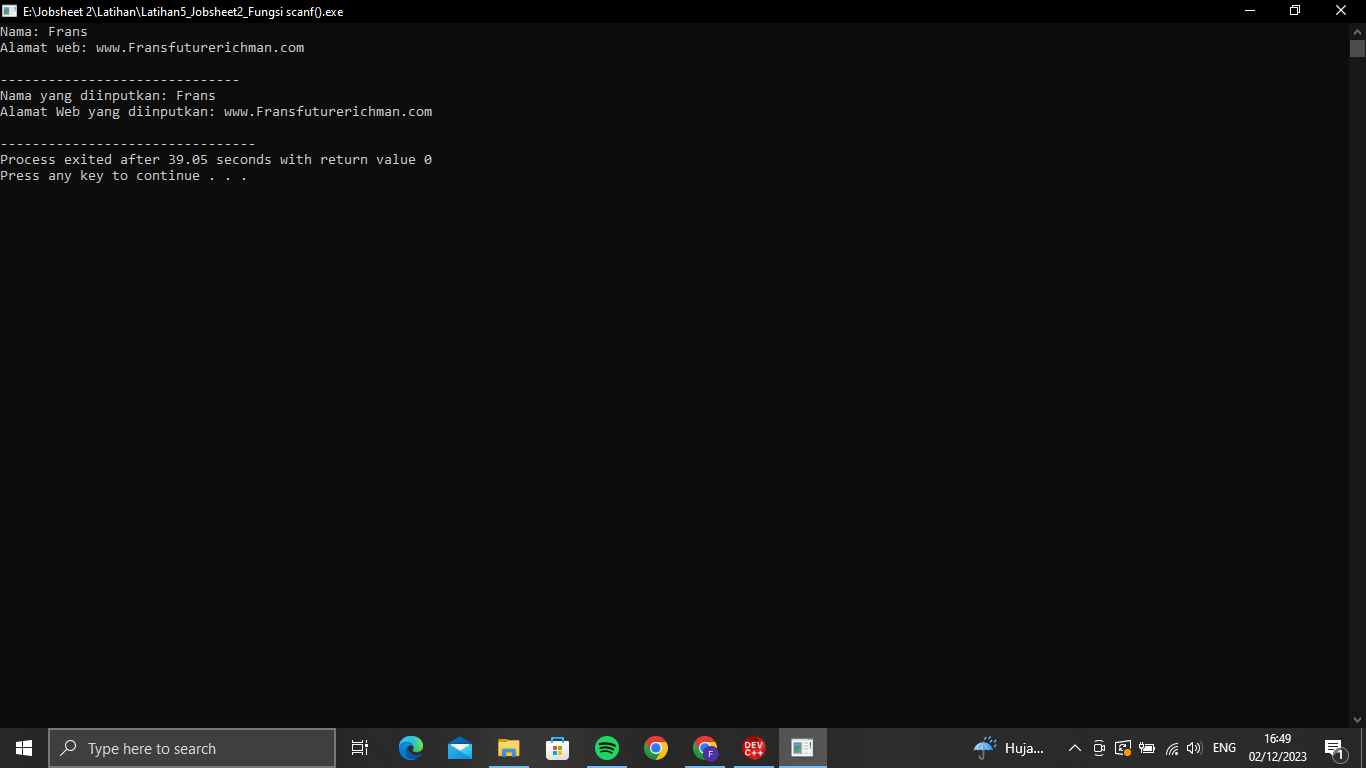 E:\Jobsheet 2\Latihan\Latihan5_Jobsheet2_Fungsi scanf().exe
Nama: Frans
Alamat web: www.Fransfuturerichman.com
------------------------------
Nama yang diinputkan: Frans
Alamat Web yang diinputkan: www.Fransfuturerichman.com
--------------------------------
Process exited after 39.05 seconds with return value 0
Press any key to continue . . .
Type here to search
DEV C++
F
Huja...
ENG
16:49
02/12/2023
1